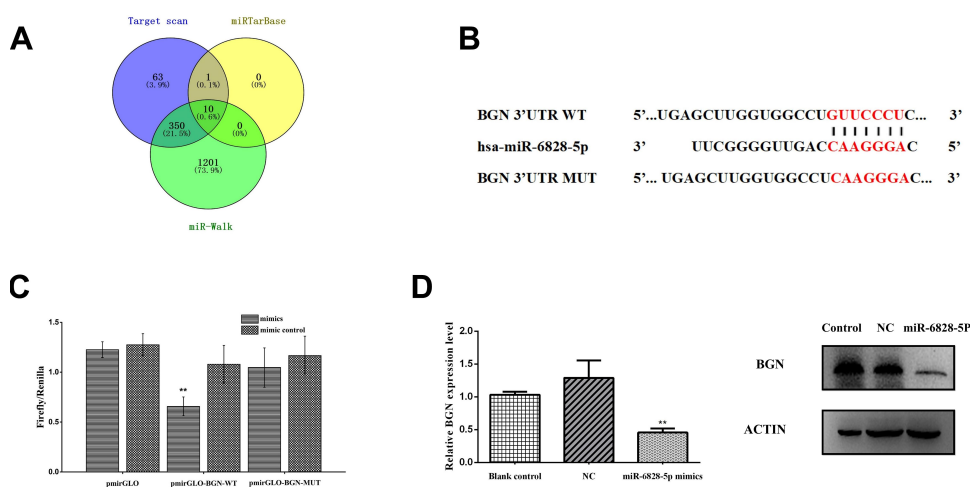 A
Target scan
miRTarBase
63
(3.9%)
1
(0.1%)
0
(0%)
10
(0.6%)
350
(21.5%)
0
(0%)
1201
(73.9%)
miR-Walk
B
BGN 3’UTR WT 5’...UGAGCUUGGUGGCCUGUUCCCUC... 3’
hsa-miR-6828-5p 3’ UUCGGGGUUGACCAAGGGAC 5’
BGN 3’UTR MUT 5’... UGAGCUUGGUGGCCUCAAGGGAC... 3’
C
Firefly/Renilla
1.5
1.0
0.5
0.0
mimics
mimic control
**
pmirGLO pmirGLO-BGN-WT pmirGLO-BGN-MUT
D
Relative BGN expression level
2.0
1.5
1.0
0.5
0.0
**
Blank control NC miR-6828-5p mimics
Control NC miR-6828-5P
BGN
ACTIN